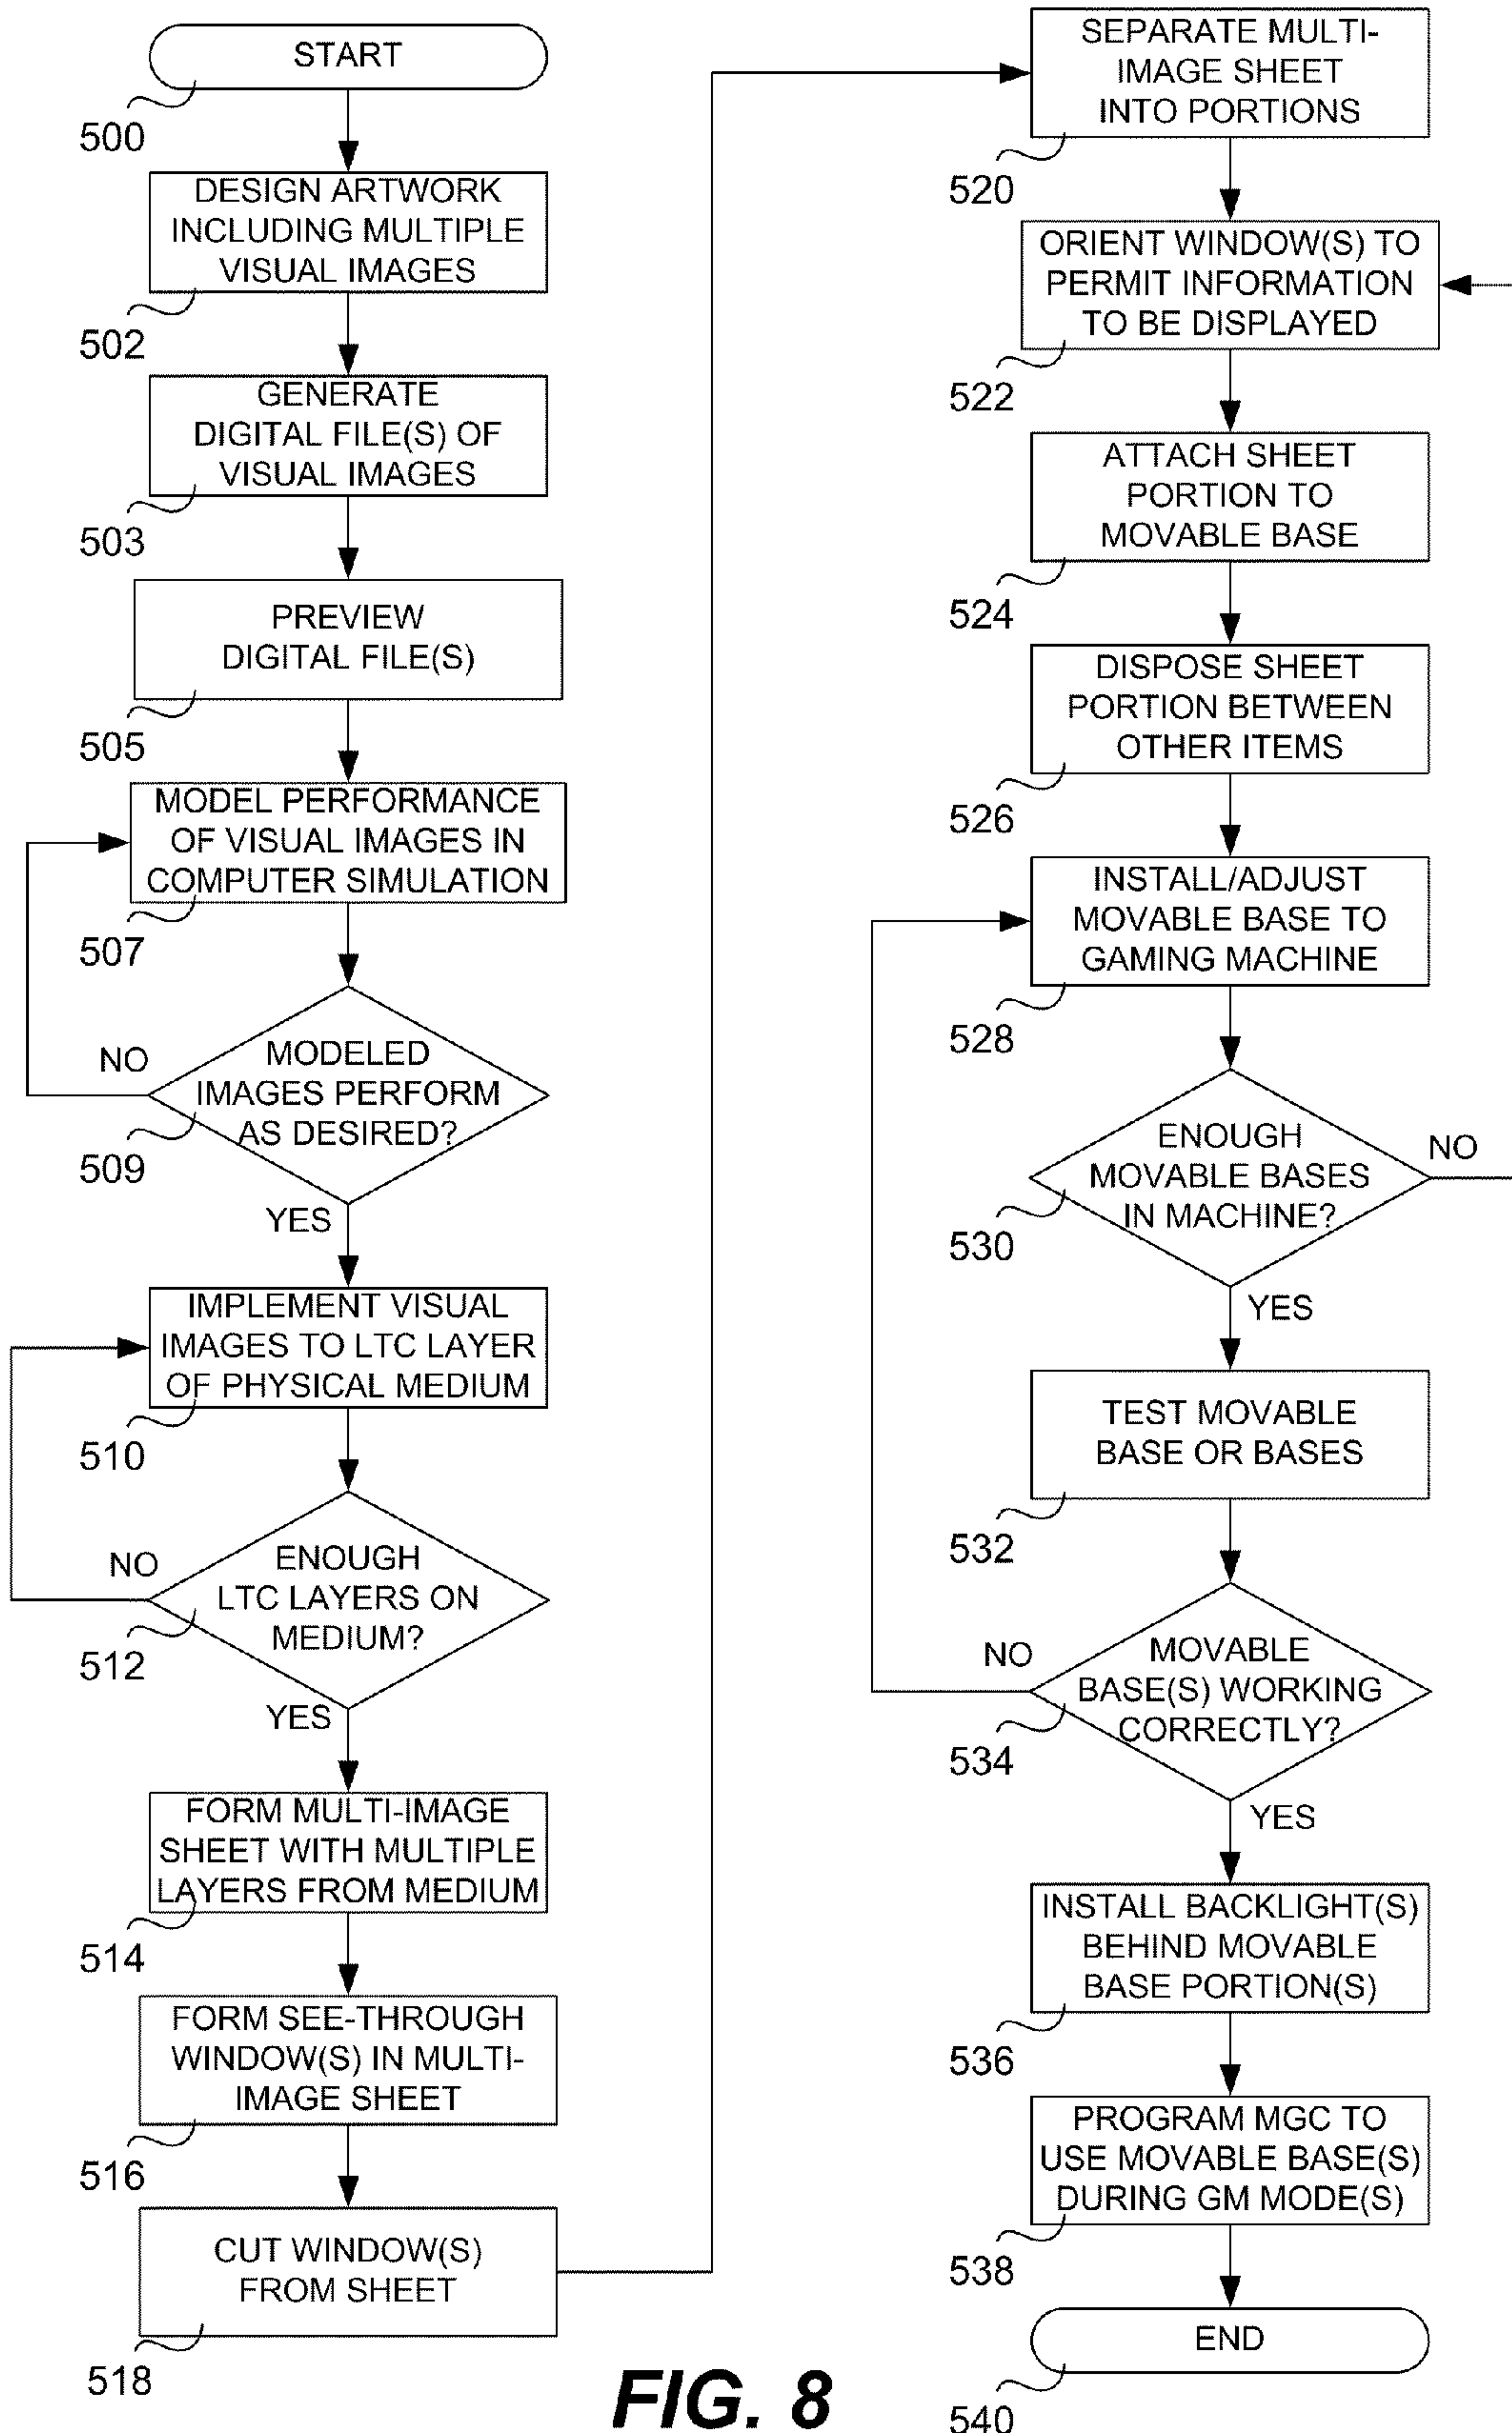 START
500
DESIGN ARTWORK
INCLUDING MULTIPLE
VISUAL IMAGES
502
GENERATE
DIGITAL FILE(S) OF
VISUAL IMAGES
503
PREVIEW
DIGITAL FILE(S)
505
MODEL PERFORMANCE
OF VISUAL IMAGES IN
COMPUTER SIMULATION
507
NO
MODELED
IMAGES PERFORM
AS DESIRED?
509
YES
IMPLEMENT VISUAL
IMAGES TO LTC LAYER
OF PHYSICAL MEDIUM
510
NO
ENOUGH
LTC LAYERS ON
MEDIUM?
512
YES
FORM MULTI-IMAGE
SHEET WITH MULTIPLE
LAYERS FROM MEDIUM
514
FORM SEE-THROUGH
WINDOW(S) IN MULTI-
IMAGE SHEET
516
CUT WINDOW(S)
FROM SHEET
518
SEPARATE MULTI-
IMAGE SHEET
INTO PORTIONS
520
ORIENT WINDOW(S) TO
PERMIT INFORMATION
TO BE DISPLAYED
522
ATTACH SHEET
PORTION TO
MOVABLE BASE
524
DISPOSE SHEET
PORTION BETWEEN
OTHER ITEMS
526
INSTALL/ADJUST
MOVABLE BASE TO
GAMING MACHINE
528
ENOUGH
MOVABLE BASES
IN MACHINE?
NO
530
YES
TEST MOVABLE
BASE OR BASES
532
NO
MOVABLE
BASE(S) WORKING
CORRECTLY?
534
YES
INSTALL BACKLIGHT(S)
BEHIND MOVABLE
BASE PORTION(S)
536
PROGRAM MGC TO
USE MOVABLE BASE(S)
DURING GM MODE(S)
538
END
540
FIG. 8